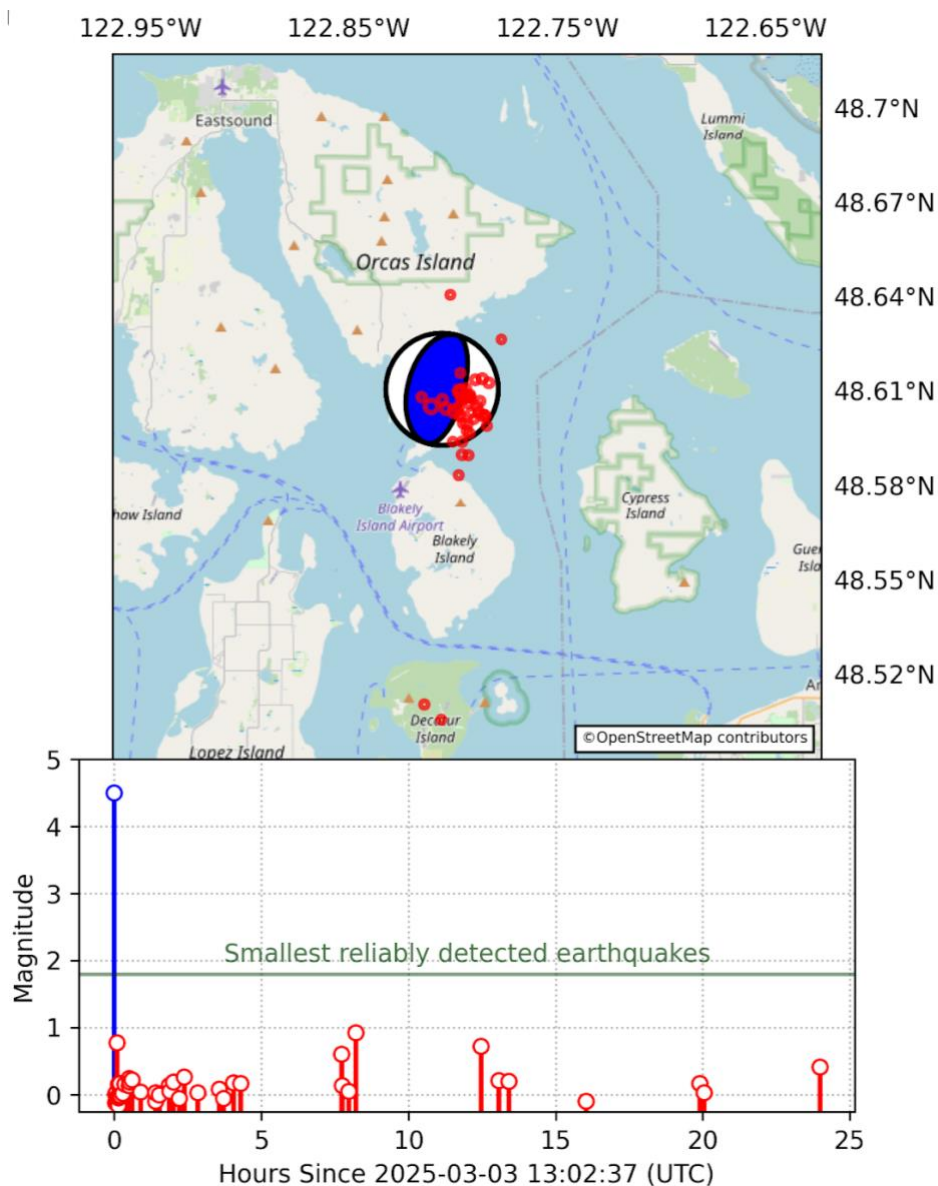 122.95°W 122.85°W 122.75°W 122.65°W
48.7°N
Eastsound
Lummi
Island
48.67°N
Orcas Island
48.64°N
48.61°N
48.58°N
haw Island
Blakely
Island Airport
Cypress
Island
Blakely
Island
Guer
Isla
48.55°N
48.52°N
Decatur
Island
Ar
Lopez Island
©OpenStreetMap contributors
5
4
3
2
1
0
Magnitude
Smallest reliably detected earthquakes
0 5 10 15 20 25
Hours Since 2025-03-03 13:02:37 (UTC)